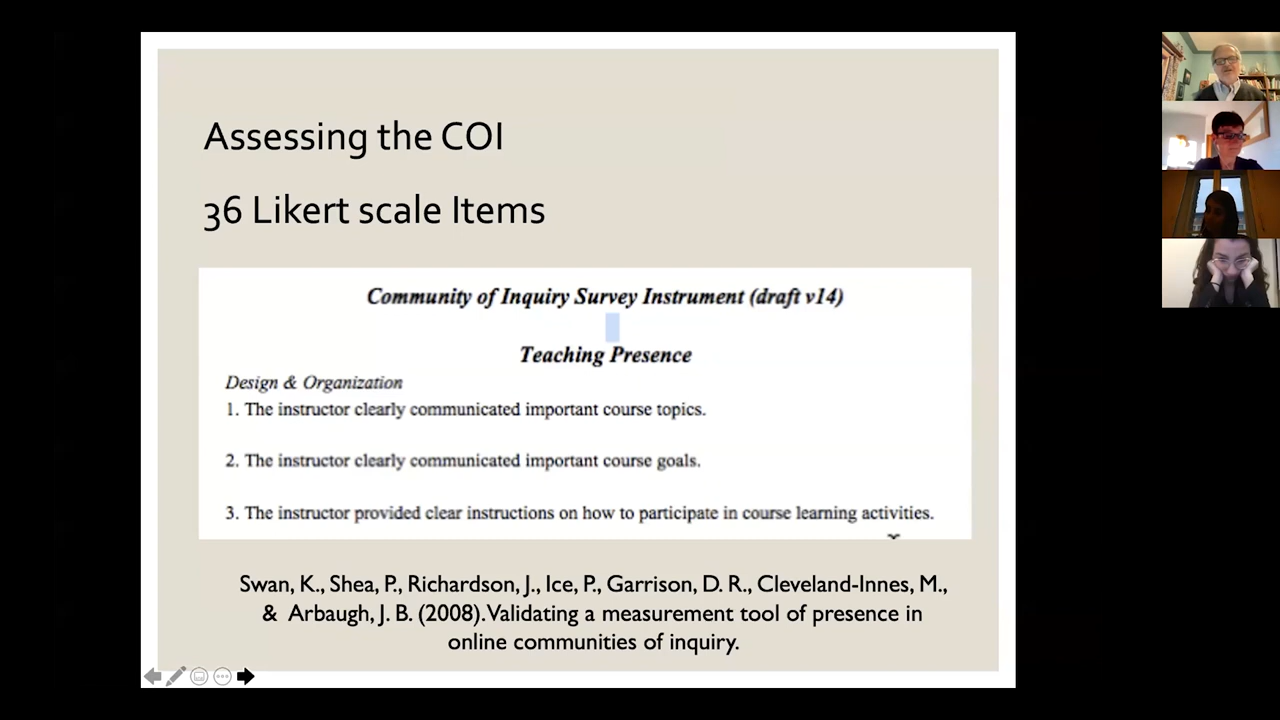 Assessing the COI
36 Likert scale Items
Community of Inquiry Survey Instrument (draft v14)
Teaching Presence
Design & Organization
1. The instructor clearly communicated important course topics.
2. The instructor clearly communicated important course goals.
3. The instructor provided clear instructions on how to participate in course learning activities.
Swan, K., Shea, P., Richardson, J., Ice, P., Garrison, D. R., Cleveland-Innes, M.,
& Arbaugh, J. B. (2008). Validating a measurement tool of presence in
online communities of inquiry.